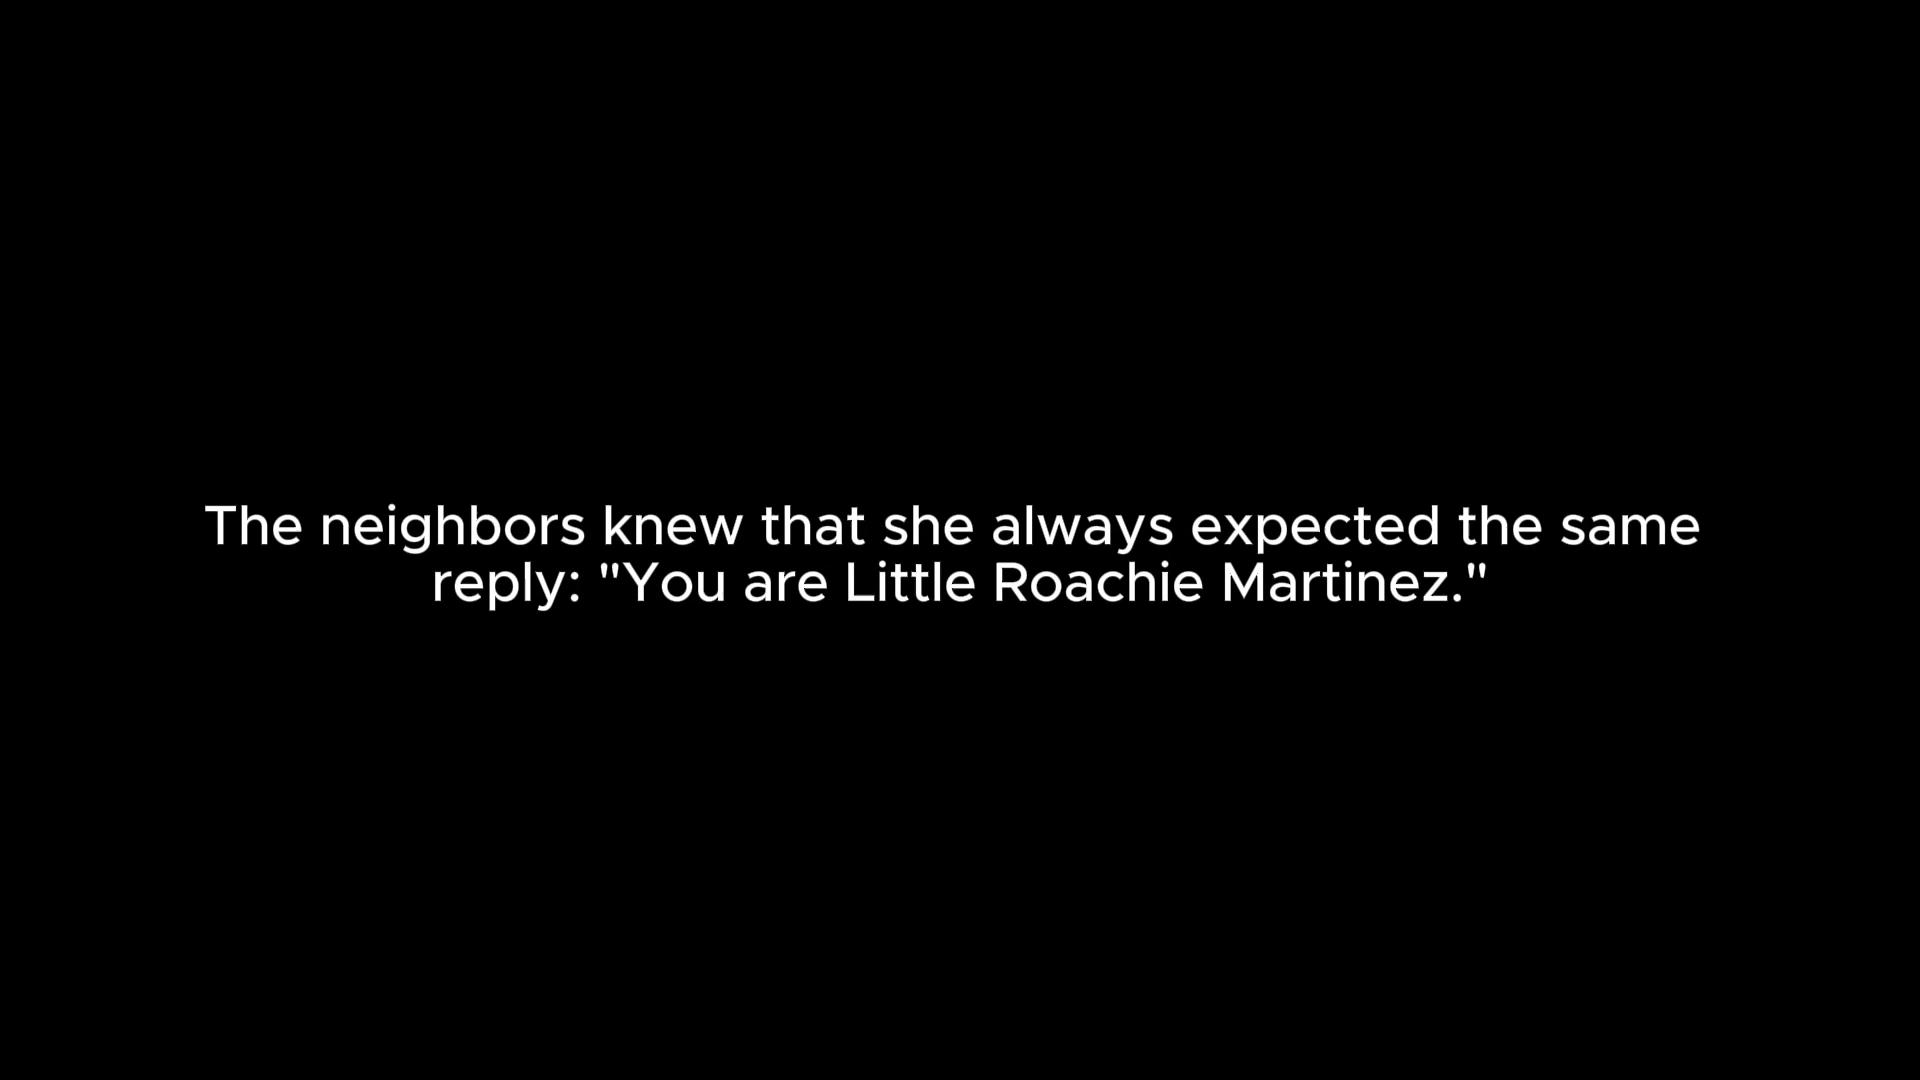 The neighbors knew that she always expected the same
reply: "You are Little Roachie Martinez."